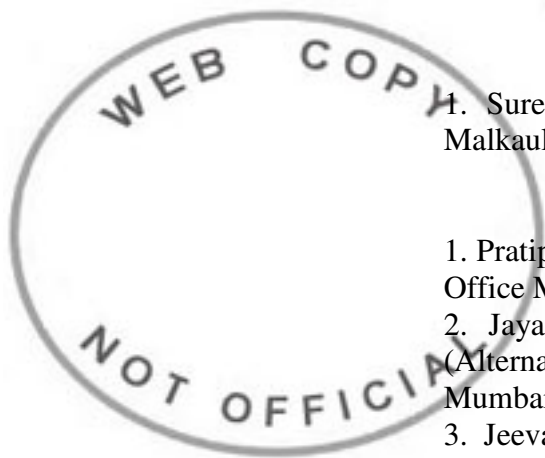 WEB COPY
1. Sure
Malkaul
1. Pratip
Office M
2. Jaya
(Alterna
Mumbai
3. Jeeva
NOT OFFICIAL